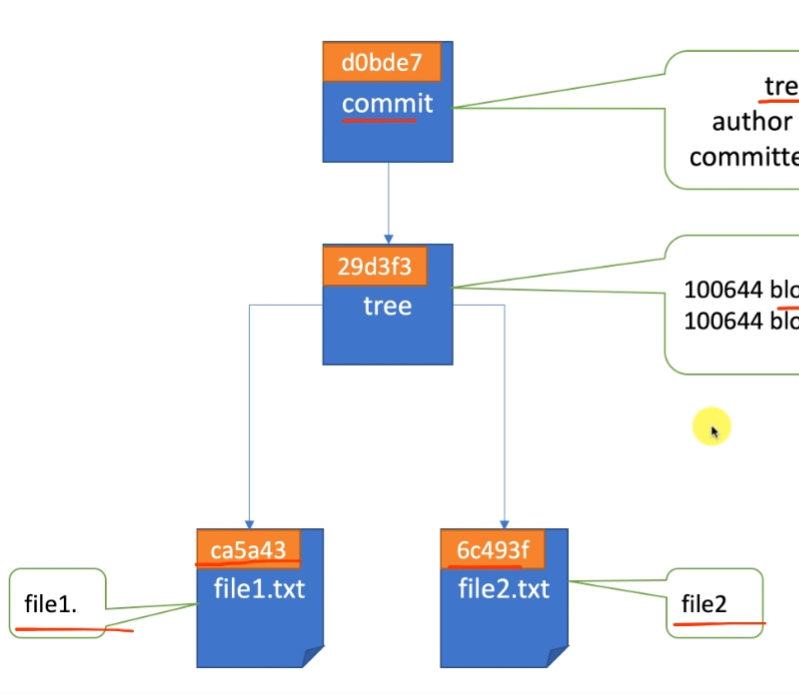 d0bde7
commit
tre
author
committe
29d3f3
tree
100644 blo
100644 blo
ca5a43
file1.txt
6c493f
file2.txt
file1.
file2